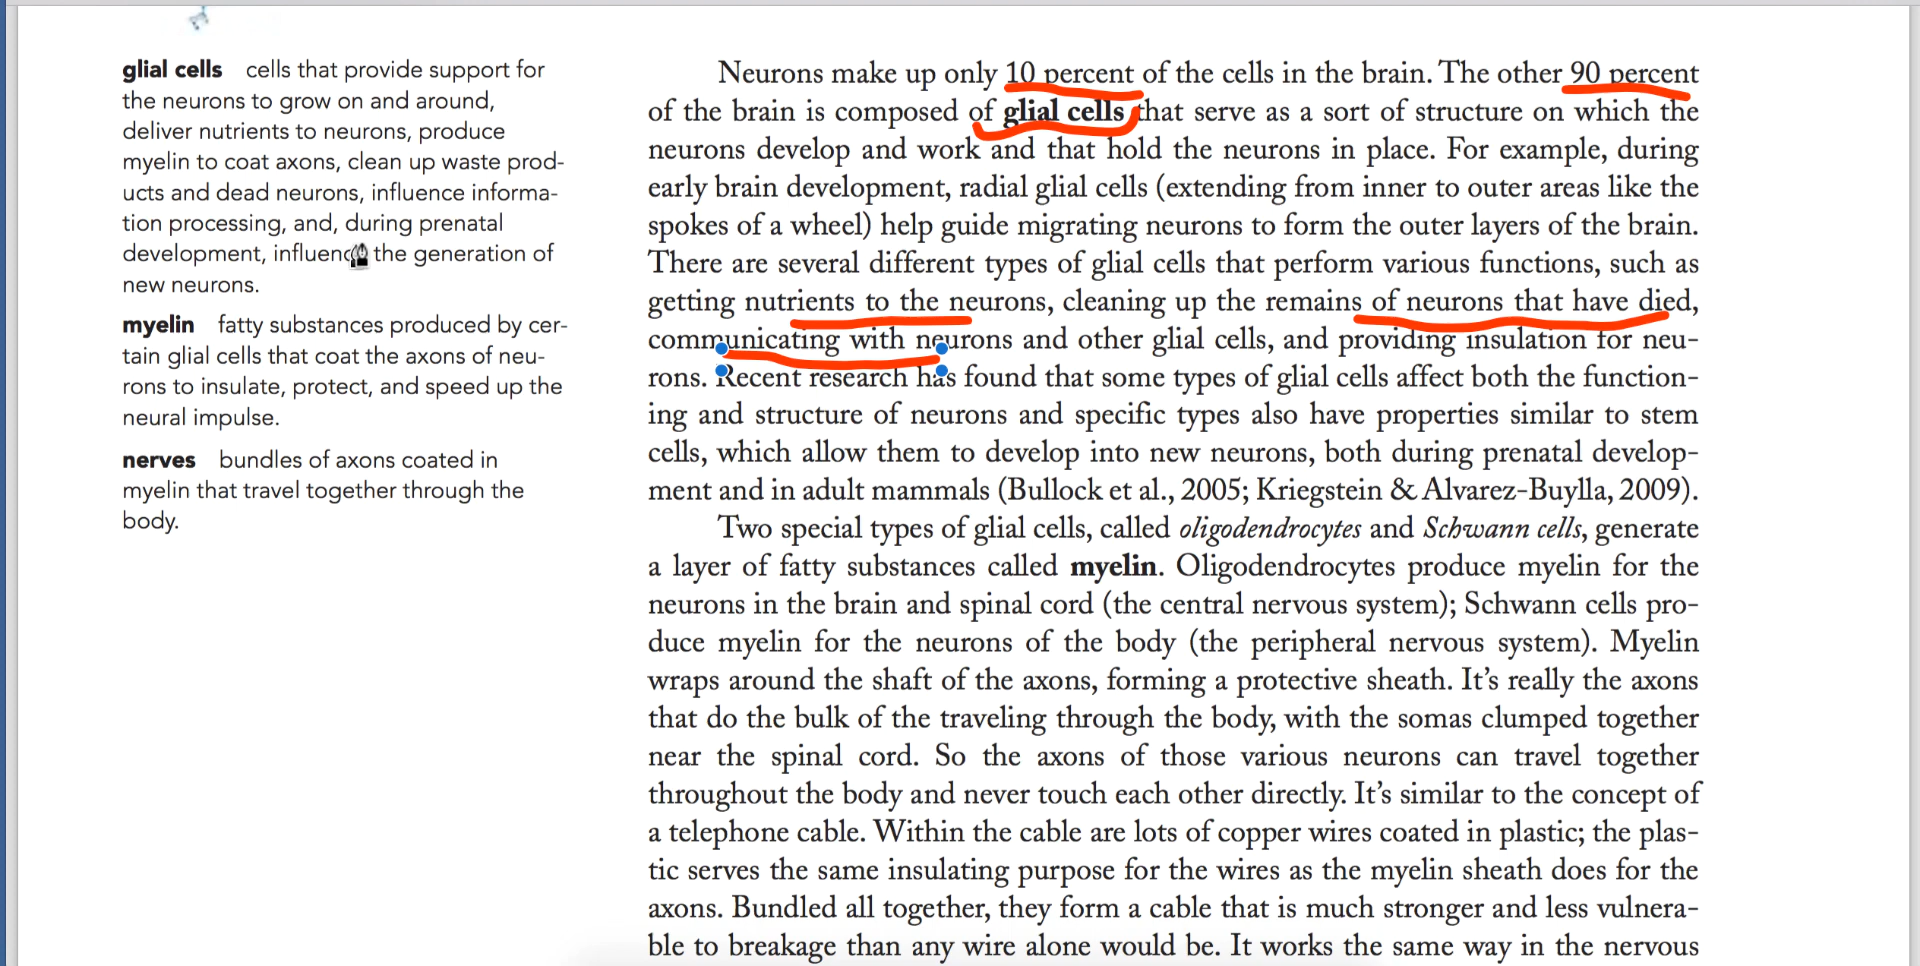 glial cells cells that provide support for
the neurons to grow on and around,
deliver nutrients to neurons, produce
myelin to coat axons, clean up waste prod-
ucts and dead neurons, influence informa-
tion processing, and, during prenatal
development, influence the generation of
new neurons.
myelin fatty substances produced by cer-
tain glial cells that coat the axons of neu-
rons to insulate, protect, and speed up the
neural impulse.
nerves bundles of axons coated in
myelin that travel together through the
body.
Neurons make up only 10 percent of the cells in the brain. The other 90 percent
of the brain is composed of glial cells that serve as a sort of structure on which the
neurons develop and work and that hold the neurons in place. For example, during
early brain development, radial glial cells (extending from inner to outer areas like the
spokes of a wheel) help guide migrating neurons to form the outer layers of the brain.
There are several different types of glial cells that perform various functions, such as
getting nutrients to the neurons, cleaning up the remains of neurons that have died,
communicating with neurons and other glial cells, and providing insulation for neu-
rons. Recent research has found that some types of glial cells affect both the function-
ing and structure of neurons and specific types also have properties similar to stem
cells, which allow them to develop into new neurons, both during prenatal develop-
ment and in adult mammals (Bullock et al., 2005; Kriegstein & Alvarez-Buylla, 2009).
Two special types of glial cells, called oligodendrocytes and Schwann cells, generate
a layer of fatty substances called myelin. Oligodendrocytes produce myelin for the
neurons in the brain and spinal cord (the central nervous system); Schwann cells pro-
duce myelin for the neurons of the body (the peripheral nervous system). Myelin
wraps around the shaft of the axons, forming a protective sheath. It's really the axons
that do the bulk of the traveling through the body, with the somas clumped together
near the spinal cord. So the axons of those various neurons can travel together
throughout the body and never touch each other directly. It's similar to the concept of
a telephone cable. Within the cable are lots of copper wires coated in plastic; the plas-
tic serves the same insulating purpose for the wires as the myelin sheath does for the
axons. Bundled all together, they form a cable that is much stronger and less vulnera-
ble to breakage than any wire alone would be. It works the same way in the nervous